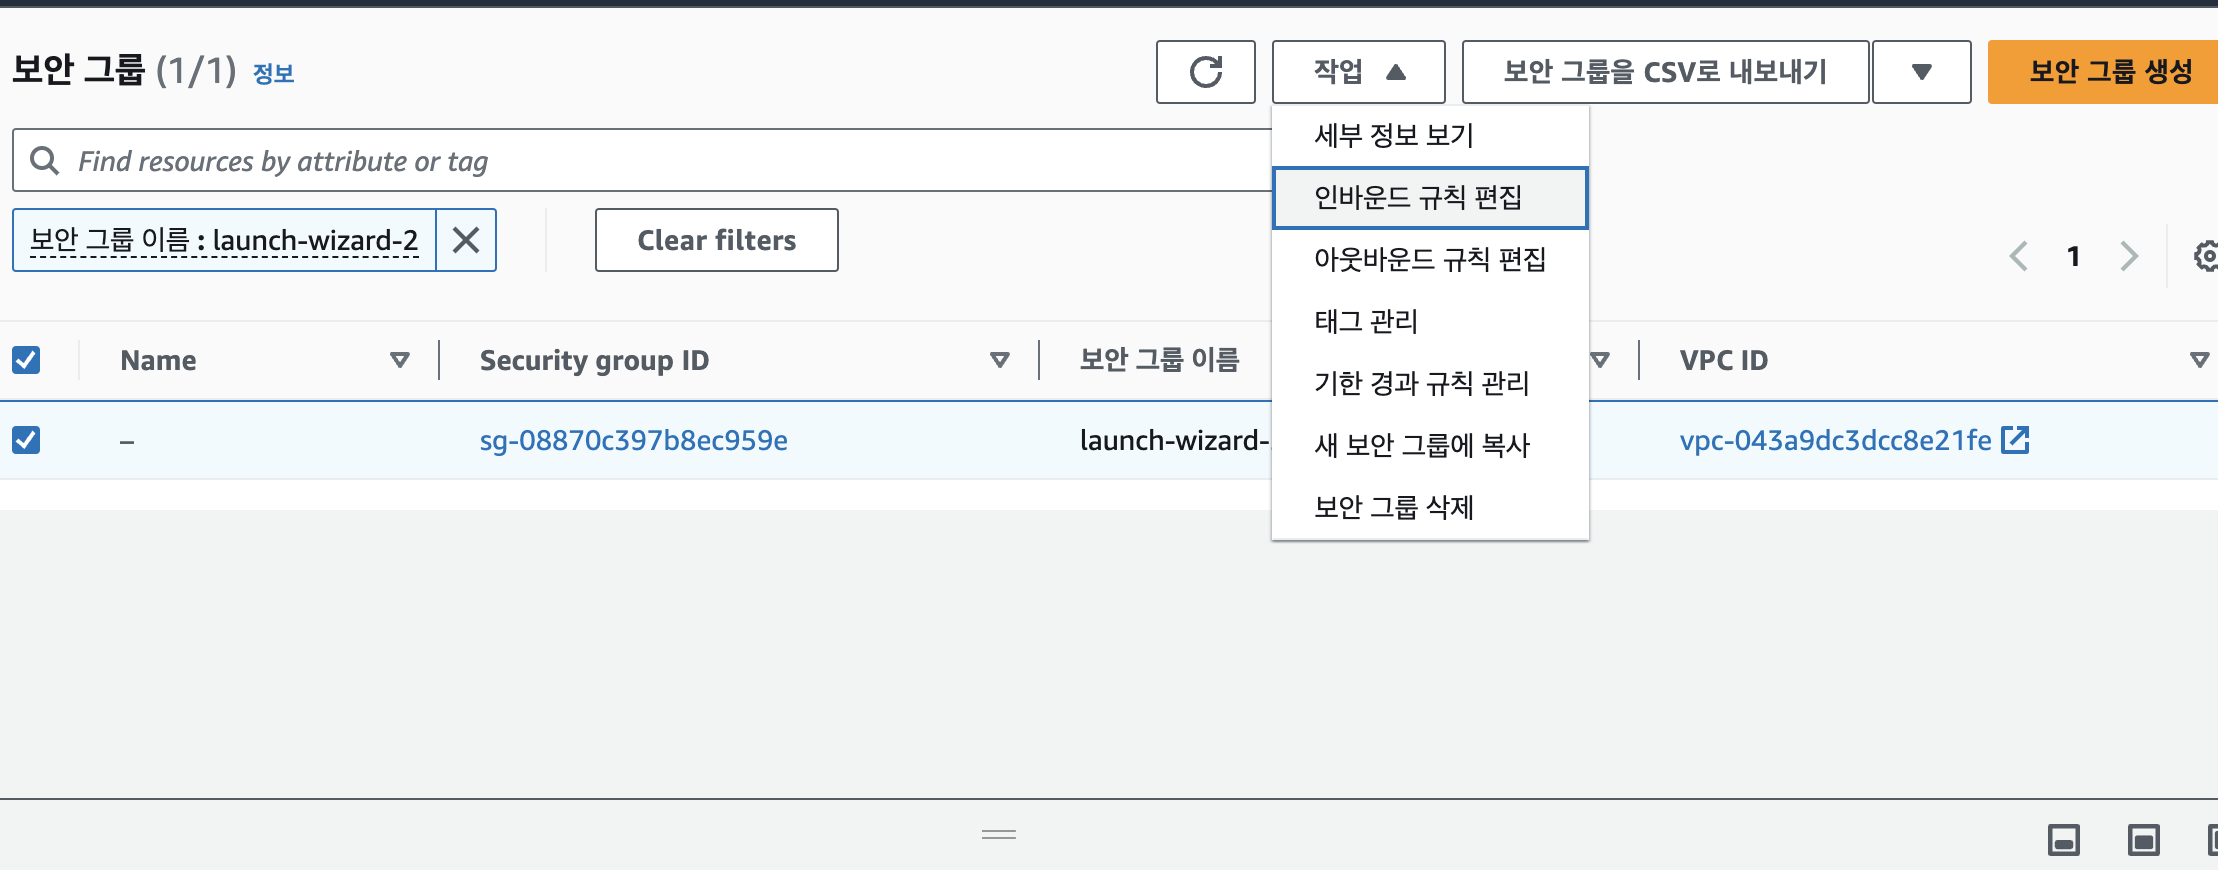 보안 그룹 (1/1) 정보
작업
보안 그룹을 CSV로 내보내기
보안 그룹 생성
Find resources by attribute or tag
보안 그룹 이름 : launch-wizard-2
Clear filters
세부 정보 보기
인바운드 규칙 편집
아웃바운드 규칙 편집
태그 관리
기한 경과 규칙 관리
새 보안 그룹에 복사
보안 그룹 삭제
1
Name Security group ID 보안 그룹 이름 VPC ID
– sg-08870c397b8ec959e launch-wizard- vpc-043a9dc3dcc8e21fe